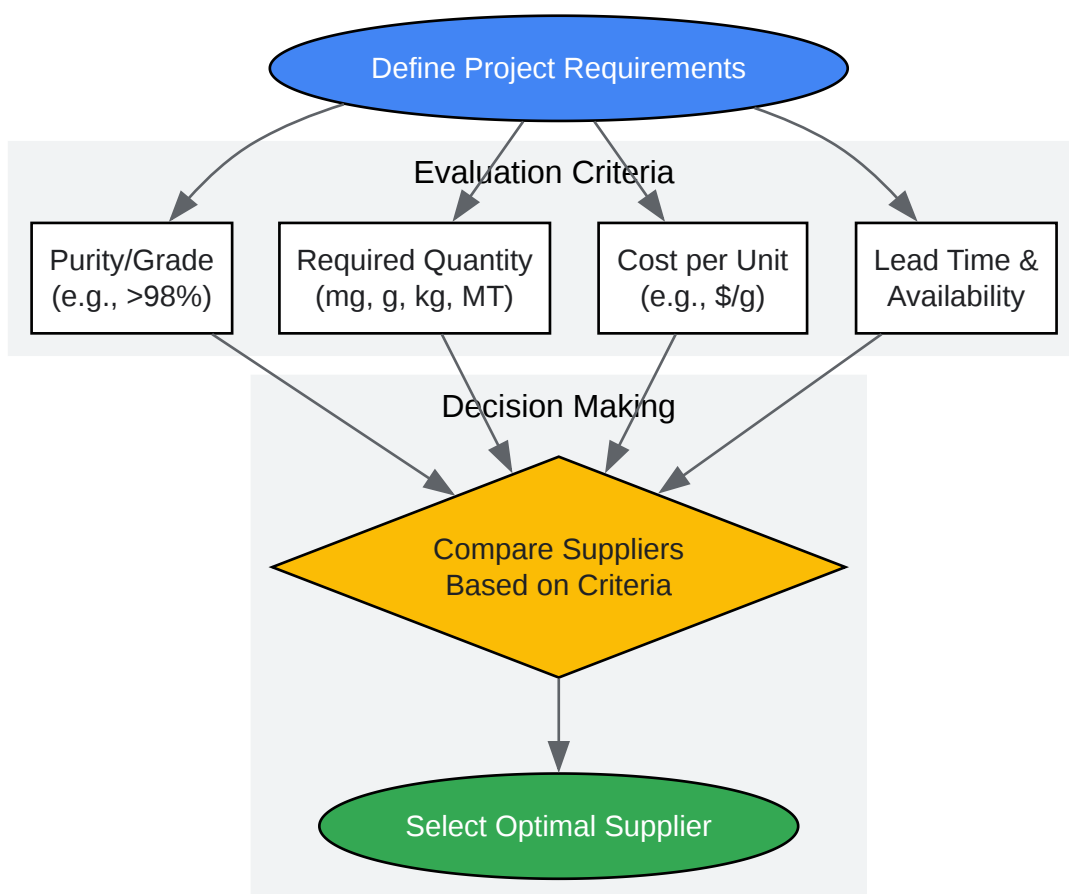 Define Project Requirements
Evaluation Criteria
Purity/Grade
(e.g., >98%)
Required Quantity
(mg, g, kg, MT)
Cost per Unit
(e.g., $/g)
Lead Time &
Availability
Decision Making
Compare Suppliers
Based on Criteria
Select Optimal Supplier